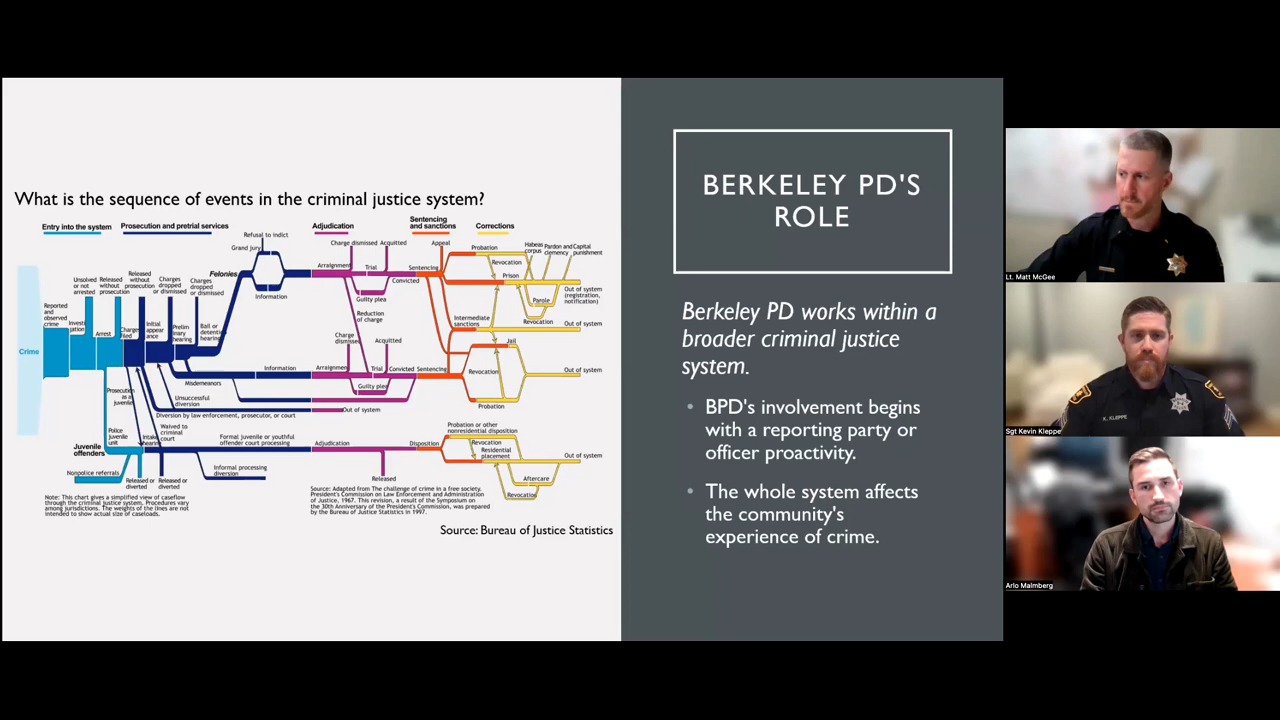 What is the sequence of events in the criminal justice system?
Entry into the system
Prosecution and pretrial services
Adjudication
Sentencing
and sanctions
Corrections
Refusal to indict
Grand jury
Felonies
Information
Unsolved
or not
arrested
Released
without
prosecution
Released
without
prosecution
Charges
dropped
or dismissed
Charges
dropped
or dismissed
Reported
and
observed
crime
Crime
Investi
gation
Arrest
Charges
filed
Initial
appear
ance
Prelim
inary
hearing
Bail or
detention
hearing
Charge dismissed
Acquitted
Arraignment
Trial
Convicted
Guilty plea
Reduction
of charge
Appeal
Sentencing
Probation
Revocation
Prison
Habeas
corpus
Pardon and
clemency
Capital
punishment
Parole
Revocation
Out of system
(registration,
notification)
Intermediate
sanctions
Out of system
Charge
dismissed
Acquitted
Misdemeanors
Information
Arraignment
Trial
Convicted
Sentencing
Guilty plea
Jail
Revocation
Probation
Out of system
Unsuccessful
diversion
Diversion by law enforcement, prosecutor, or court
Out of system
Prosecution
as a
juvenile
Police
juvenile
unit
Intake
hearing
Waived to
criminal
court
Juvenile
offenders
Nonpolice referrals
Released or
diverted
Released or
diverted
Formal juvenile or youthful
offender court processing
Informal processing
diversion
Adjudication
Released
Disposition
Probation or other
nonresidential disposition
Revocation
Residential
placement
Out of system
Aftercare
Revocation
Note: This chart gives a simplified view of caseflow
through the criminal justice system. Procedures vary
among jurisdictions. The weights of the lines are not
intended to show actual size of caseloads.
Source: Adapted from The challenge of crime in a free society.
President's Commission on Law Enforcement and Administration
of Justice, 1967. This revision, a result of the Symposium on
the 30th Anniversary of the President's Commission, was prepared
by the Bureau of Justice Statistics in 1997.
Source: Bureau of Justice Statistics
BERKELEY PD'S
ROLE
Berkeley PD works within a
broader criminal justice
system.
• BPD's involvement begins
with a reporting party or
officer proactivity.
• The whole system affects
the community's
experience of crime.
Lt. Matt McGee
K. KLEPPE
Sgt Kevin Kleppe
Arlo Malmberg